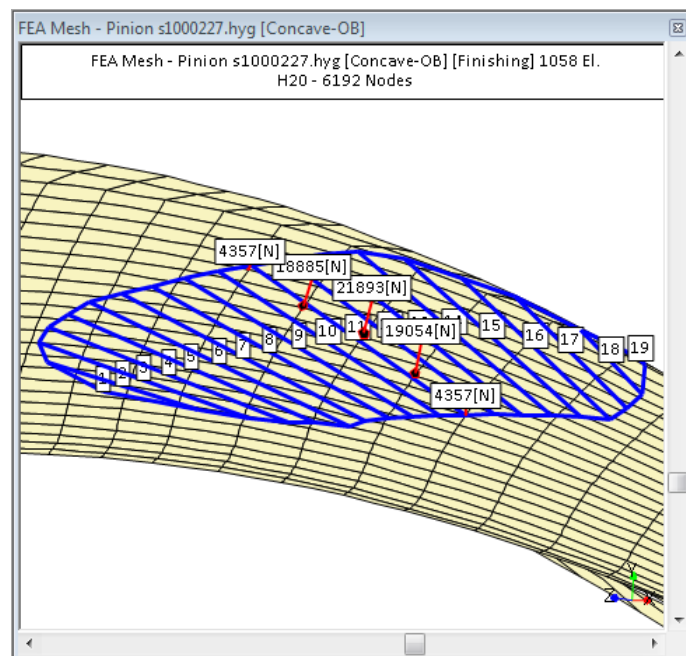 FEA Mesh - Pinion s1000227.hyg [Concave-OB]
FEA Mesh - Pinion s1000227.hyg [Concave-OB] [Finishing] 1058 El.
H20 - 6192 Nodes
4357[N]
18885[N]
21893[N]
19054[N]
4357[N]
1
2
3
4
5
6
7
8
9
10
11
14
15
16
17
18
19
Y
Z
X